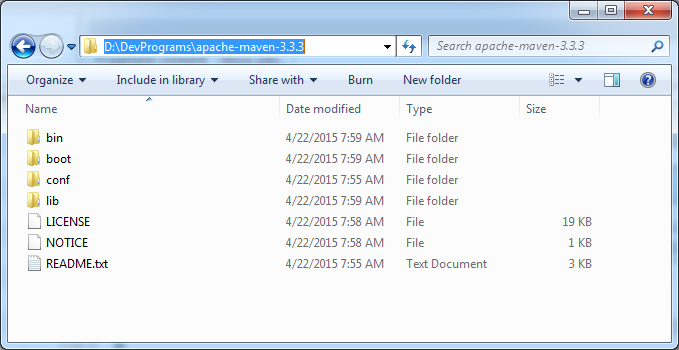 D:\DevPrograms\apache-maven-3.3.3 Search apache-maven-3.3.3
Organize Include in library Share with Burn New folder
Name Date modified Type Size
bin 4/22/2015 7:59 AM File folder
boot 4/22/2015 7:59 AM File folder
conf 4/22/2015 7:55 AM File folder
lib 4/22/2015 7:59 AM File folder
LICENSE 4/22/2015 7:58 AM File 19 KB
NOTICE 4/22/2015 7:58 AM File 1 KB
README.txt 4/22/2015 7:55 AM Text Document 3 KB